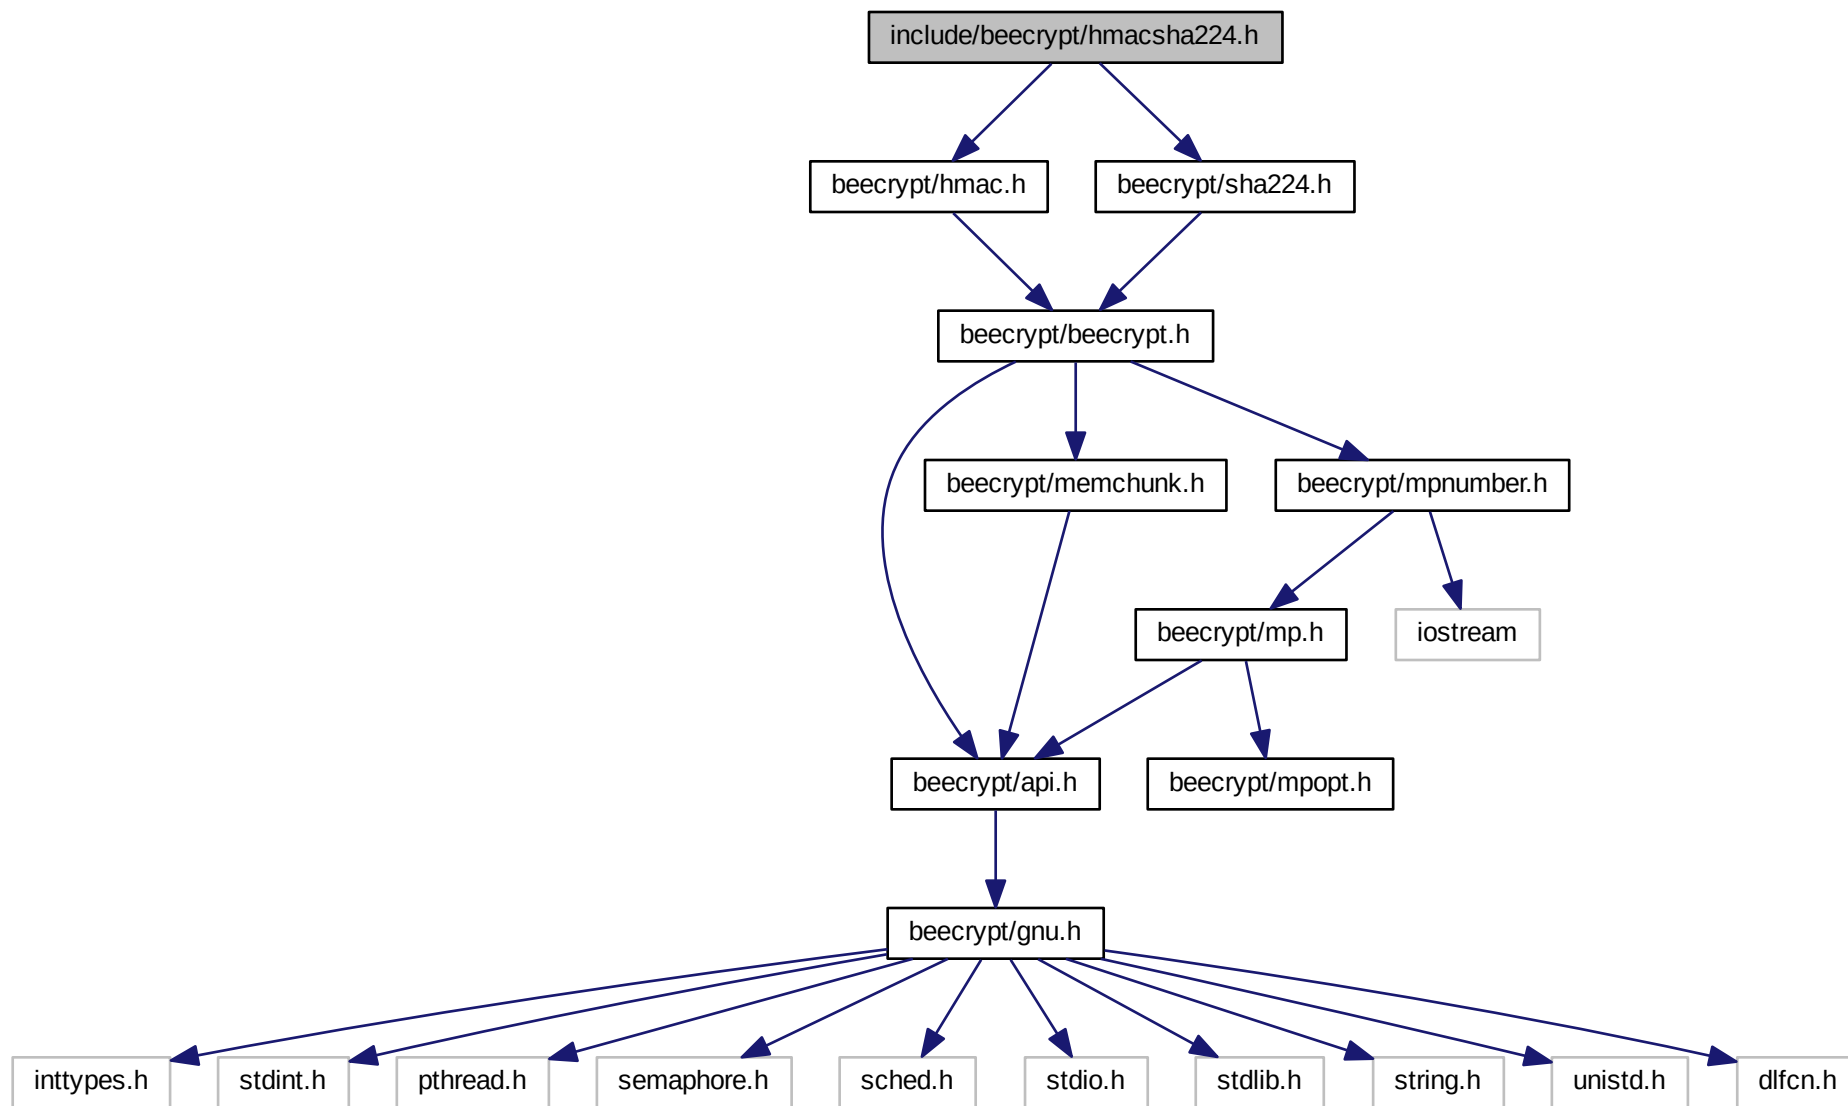 include/beecrypt/hmacsha224.h
beecrypt/hmac.h
beecrypt/sha224.h
beecrypt/beecrypt.h
beecrypt/memchunk.h
beecrypt/mpnumber.h
beecrypt/mp.h
iostream
beecrypt/api.h
beecrypt/mpopt.h
beecrypt/gnu.h
inttypes.h
stdint.h
pthread.h
semaphore.h
sched.h
stdio.h
stdlib.h
string.h
unistd.h
dlfcn.h